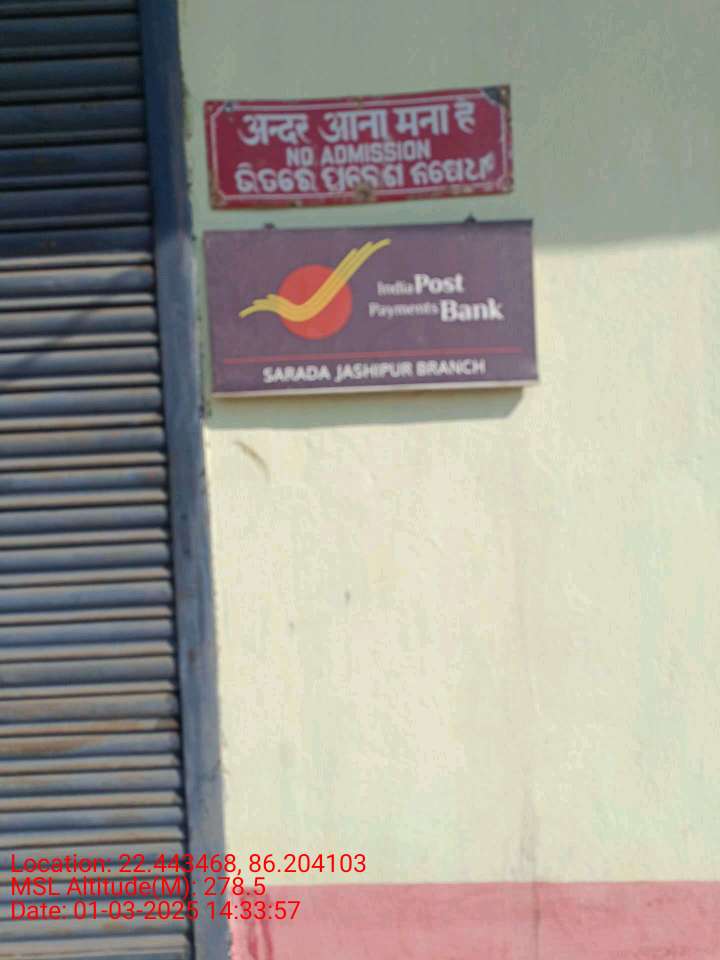 अन्दर आना मना है
NO ADMISSION
ଭିତରେ ପ୍ରବେଶ ନିଷେଧ
India Post
Payments Bank
SARADA JASHIPUR BRANCH
Location: 22.443468, 86.204103
MSL Altitude(M): 278.5
Date: 01-03-2025 14:33:57